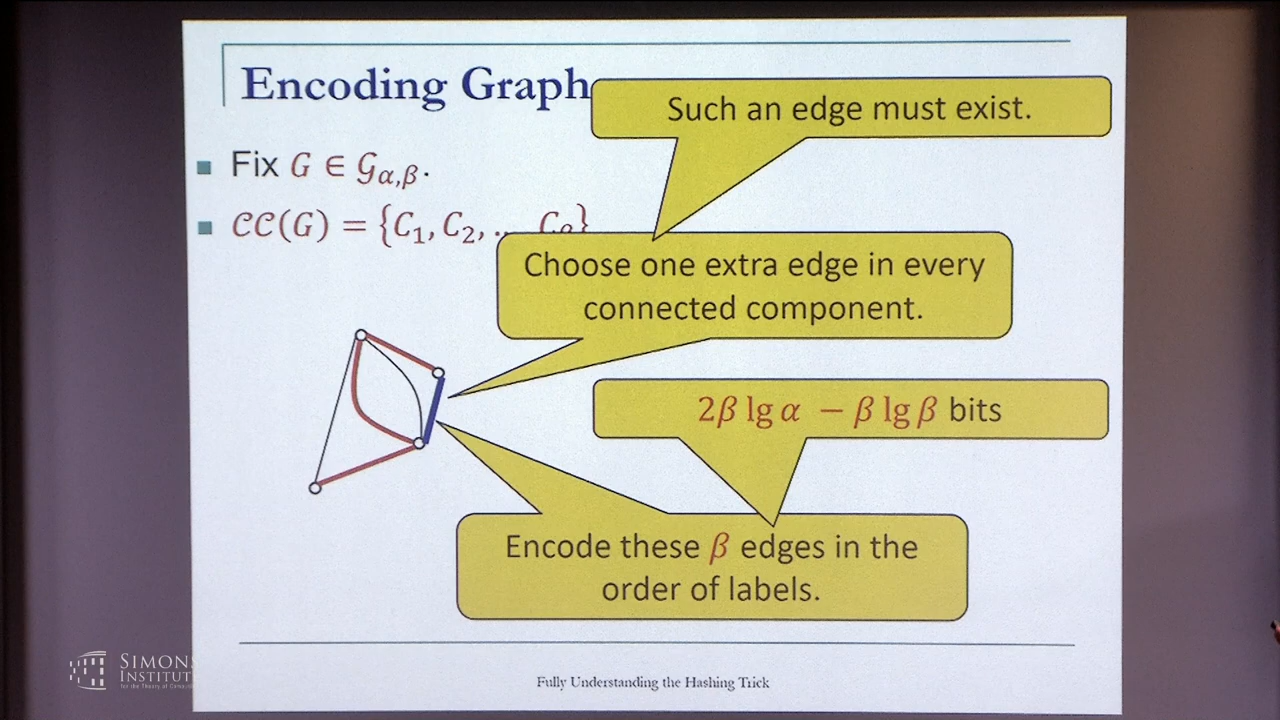 Encoding Graph
Such an edge must exist.
Fix G ∈ 𝒢α,β.
𝒞𝒞(G) = {C1, C2, .. C }
Choose one extra edge in every
connected component.
2β lg α − β lg β bits
Encode these β edges in the
order of labels.
Fully Understanding the Hashing Trick
SIMONS
INSTITUT